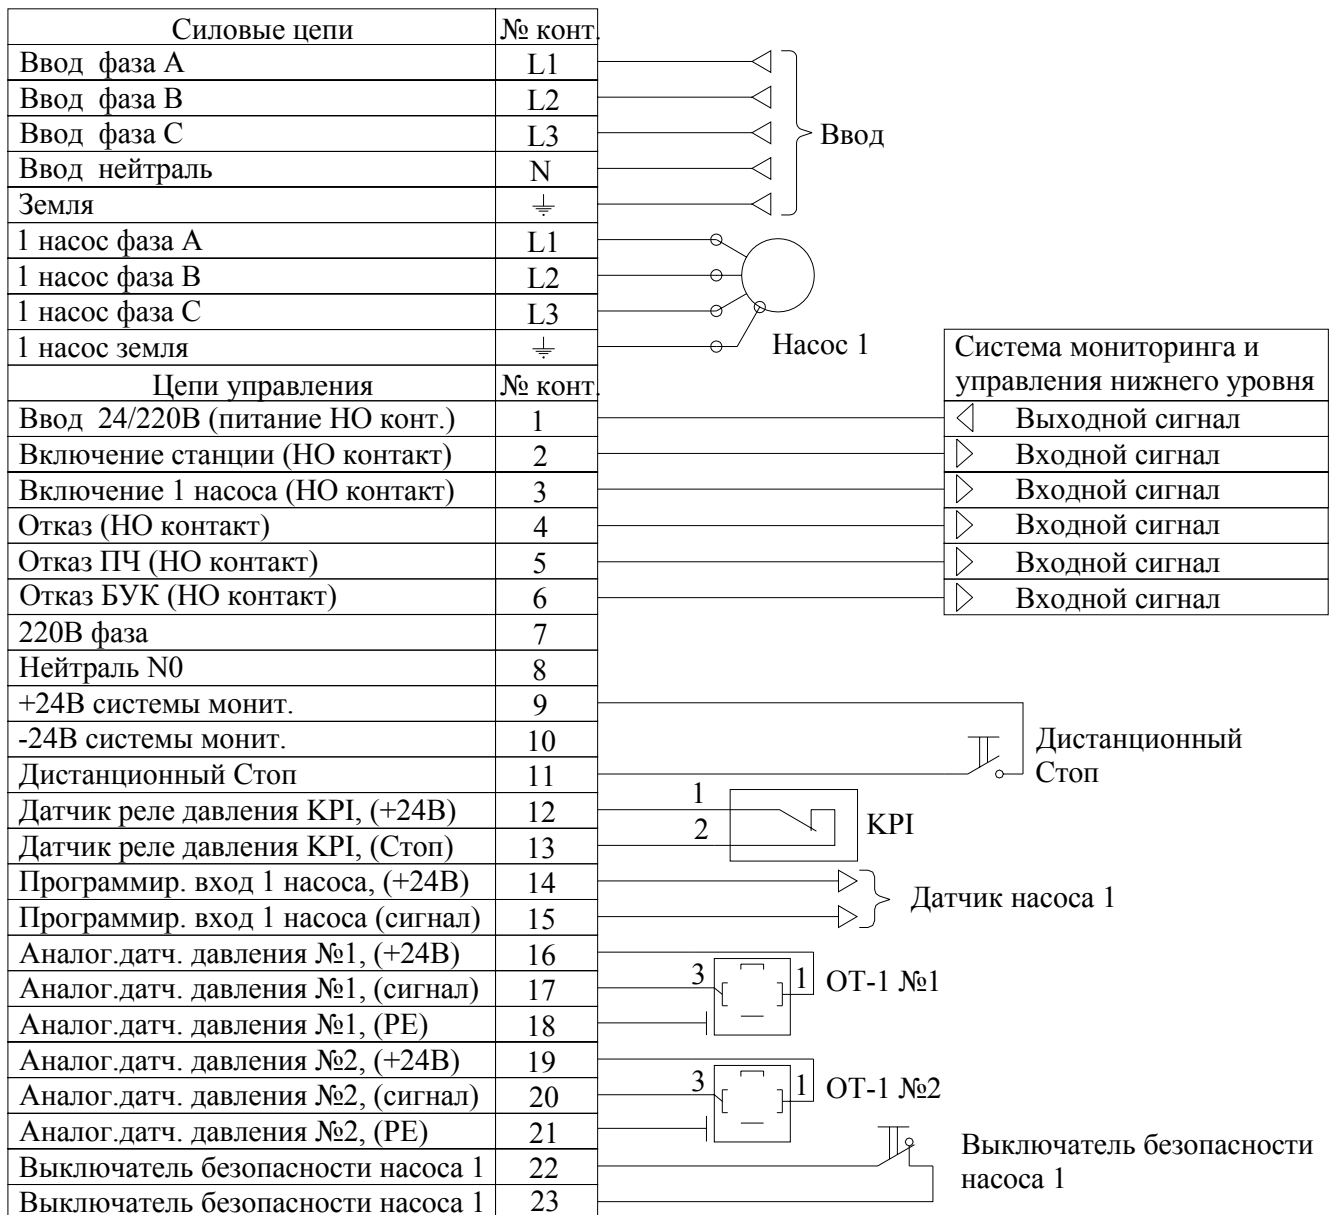 Силовые цепи № конт.
Ввод фаза А L1
Ввод фаза В L2
Ввод фаза С L3
Ввод нейтраль N
Земля
Ввод
1 насос фаза А L1
1 насос фаза В L2
1 насос фаза С L3
1 насос земля
Насос 1
Цепи управления № конт.
Ввод 24/220В (питание НО конт.) 1
Включение станции (НО контакт) 2
Включение 1 насоса (НО контакт) 3
Отказ (НО контакт) 4
Отказ ПЧ (НО контакт) 5
Отказ БУК (НО контакт) 6
220В фаза 7
Нейтраль N0 8
+24В системы монит. 9
-24В системы монит. 10
Дистанционный Стоп 11
Датчик реле давления KPI, (+24В) 12
Датчик реле давления KPI, (Стоп) 13
Программир. вход 1 насоса, (+24В) 14
Программир. вход 1 насоса (сигнал) 15
Аналог.датч. давления №1, (+24В) 16
Аналог.датч. давления №1, (сигнал) 17
Аналог.датч. давления №1, (РЕ) 18
Аналог.датч. давления №2, (+24В) 19
Аналог.датч. давления №2, (сигнал) 20
Аналог.датч. давления №2, (РЕ) 21
Выключатель безопасности насоса 1 22
Выключатель безопасности насоса 1 23
Система мониторинга и
управления нижнего уровня
Выходной сигнал
Входной сигнал
Входной сигнал
Входной сигнал
Входной сигнал
Входной сигнал
Дистанционный
Стоп
1
2
KPI
Датчик насоса 1
3 1 ОТ-1 №1
3 1 ОТ-1 №2
Выключатель безопасности
насоса 1